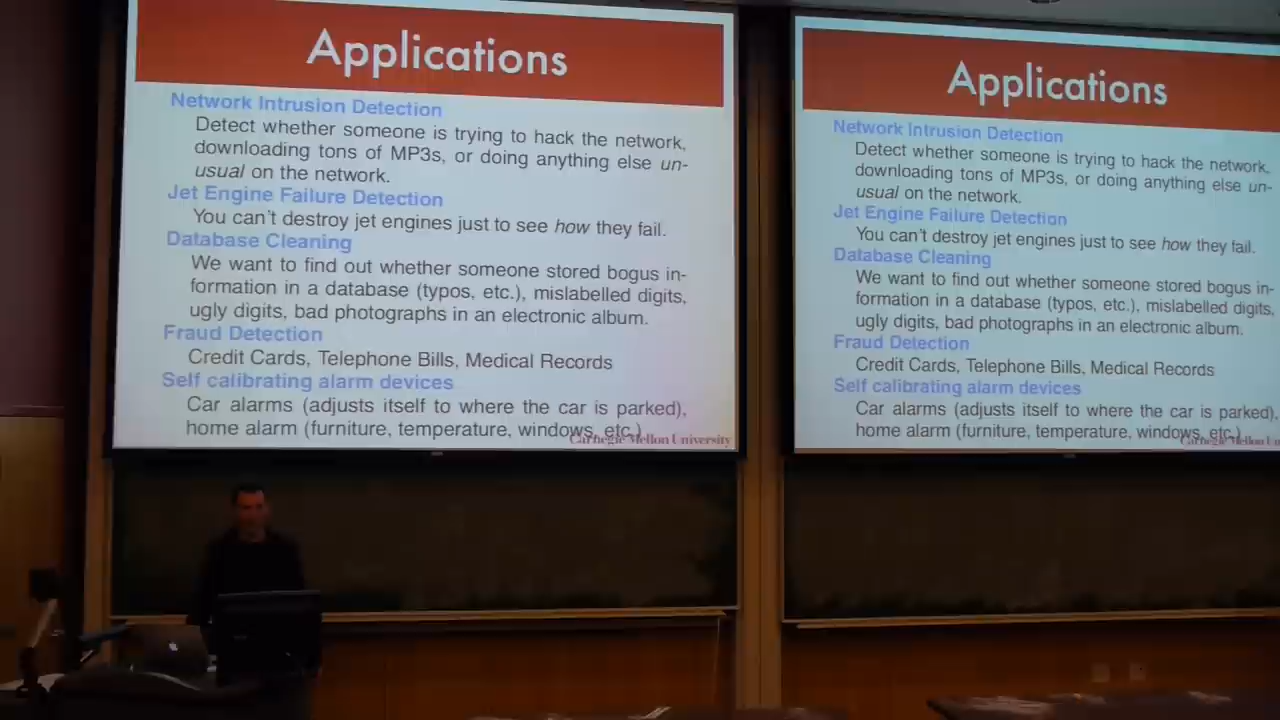 Applications
Network Intrusion Detection
Detect whether someone is trying to hack the network,
downloading tons of MP3s, or doing anything else un-
usual on the network.
Jet Engine Failure Detection
You can't destroy jet engines just to see how they fail.
Database Cleaning
We want to find out whether someone stored bogus in-
formation in a database (typos, etc.), mislabelled digits,
ugly digits, bad photographs in an electronic album.
Fraud Detection
Credit Cards, Telephone Bills, Medical Records
Self calibrating alarm devices
Car alarms (adjusts itself to where the car is parked),
home alarm (furniture, temperature, windows, etc.)
Carnegie Mellon University
Applications
Network Intrusion Detection
Detect whether someone is trying to hack the network,
downloading tons of MP3s, or doing anything else un-
usual on the network.
Jet Engine Failure Detection
You can't destroy jet engines just to see how they fail.
Database Cleaning
We want to find out whether someone stored bogus in-
formation in a database (typos, etc.), mislabelled digits,
ugly digits, bad photographs in an electronic album.
Fraud Detection
Credit Cards, Telephone Bills, Medical Records
Self calibrating alarm devices
Car alarms (adjusts itself to where the car is parked),
home alarm (furniture, temperature, windows, etc.)
Carnegie Mellon Un